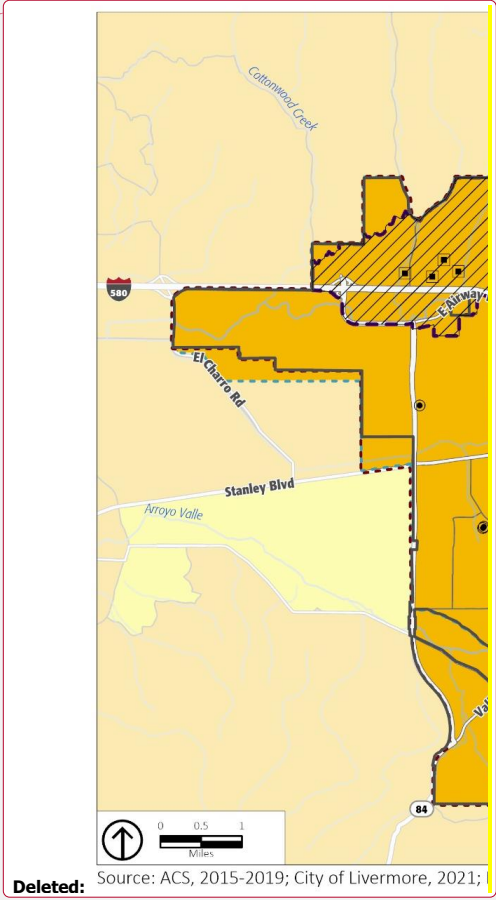 Cottonwood Creek
580
E Airway
El Charro Rd
Stanley Blvd
Arroyo Valle
84
0 0.5 1
Miles
Source: ACS, 2015-2019; City of Livermore, 2021;
Deleted: